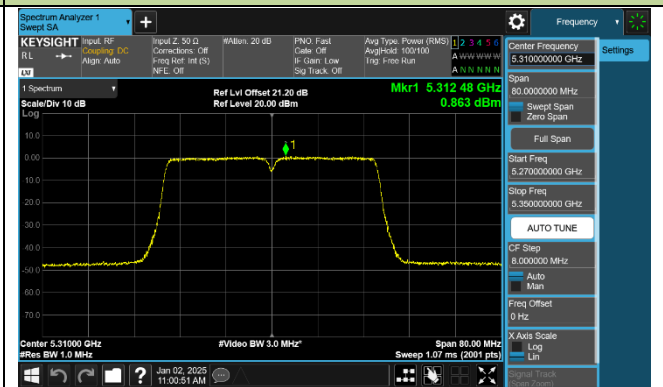 Spectrum Analyzer 1
Swept SA
+
Frequency
KEYSIGHT
RL
LXI
Input: RF
Coupling: DC
Align: Auto
Input Z: 50 Ω
Corrections: Off
Freq Ref: Int (S)
NFE: Off
#Atten: 20 dB
PNO: Fast
Gate: Off
IF Gain: Low
Sig Track: Off
Avg Type: Power (RMS)
Avg|Hold: 100/100
Trig: Free Run
1 2 3 4 5 6
A W W W W W
A N N N N N
1 Spectrum
Scale/Div 10 dB
Log
Ref Lvl Offset 21.20 dB
Ref Level 20.00 dBm
Mkr1 5.312 48 GHz
0.863 dBm
1
10.0
0.00
-10.0
-20.0
-30.0
-40.0
-50.0
-60.0
-70.0
Center 5.31000 GHz
#Res BW 1.0 MHz
#Video BW 3.0 MHz*
Span 80.00 MHz
Sweep 1.07 ms (2001 pts)
Center Frequency
5.310000000 GHz
Settings
Span
80.0000000 MHz
Swept Span
Zero Span
Full Span
Start Freq
5.270000000 GHz
Stop Freq
5.350000000 GHz
AUTO TUNE
CF Step
8.000000 MHz
Auto
Man
Freq Offset
0 Hz
X Axis Scale
Log
Lin
Signal Track
(Span Zoom)
?
Jan 02, 2025
11:00:51 AM